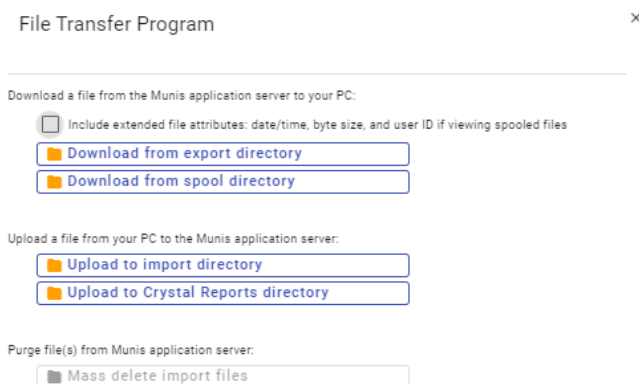 File Transfer Program
Download a file from the Munis application server to your PC:
Include extended file attributes: date/time, byte size, and user ID if viewing spooled files
Download from export directory
Download from spool directory
Upload a file from your PC to the Munis application server:
Upload to import directory
Upload to Crystal Reports directory
Purge file(s) from Munis application server:
Mass delete import files